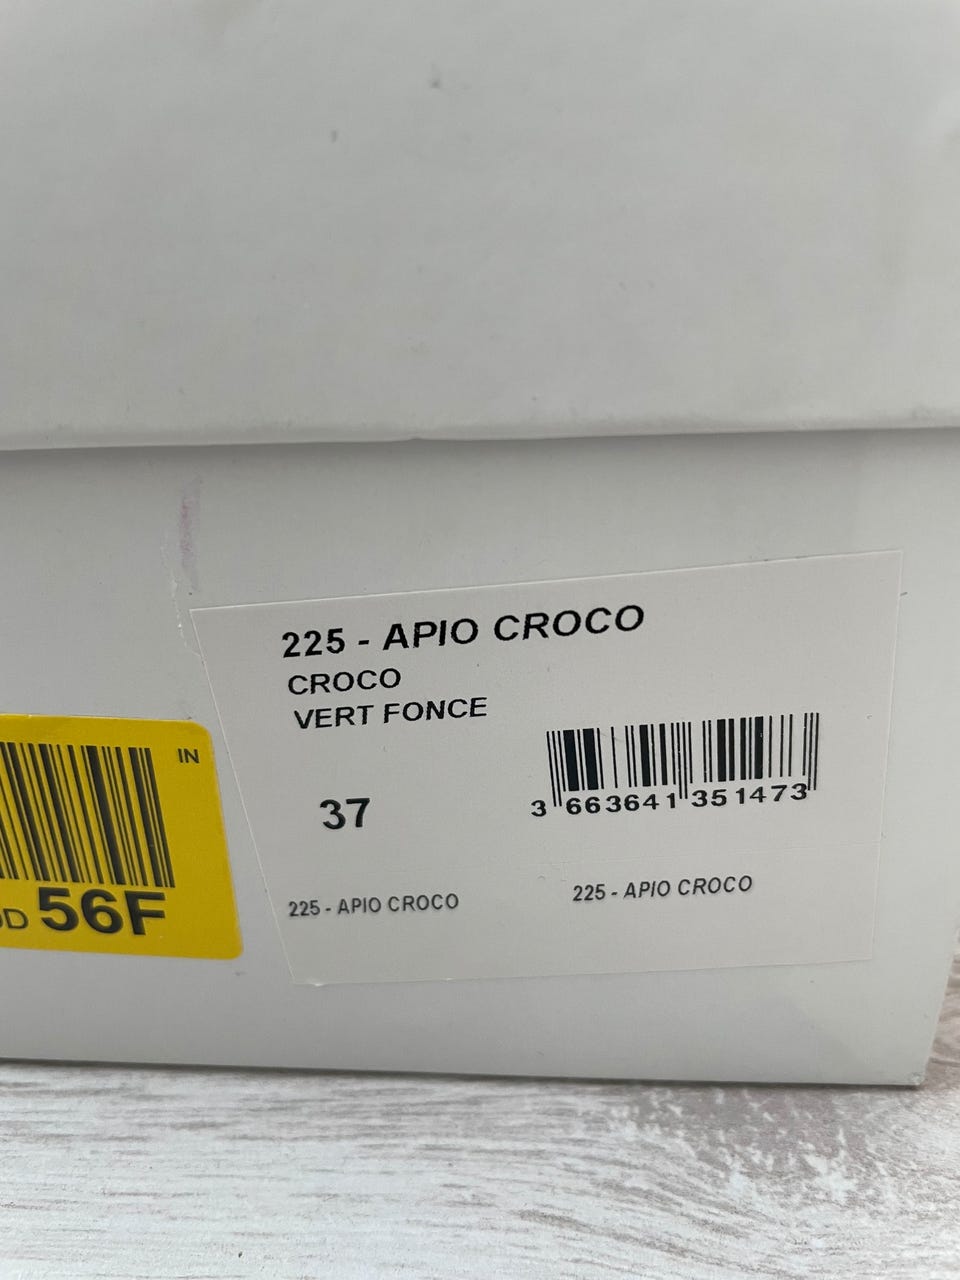 225 - APIO CROCO
CROCO
VERT FONCE
37
3 663641 351473
225 - APIO CROCO
225 - APIO CROCO
IN
56F